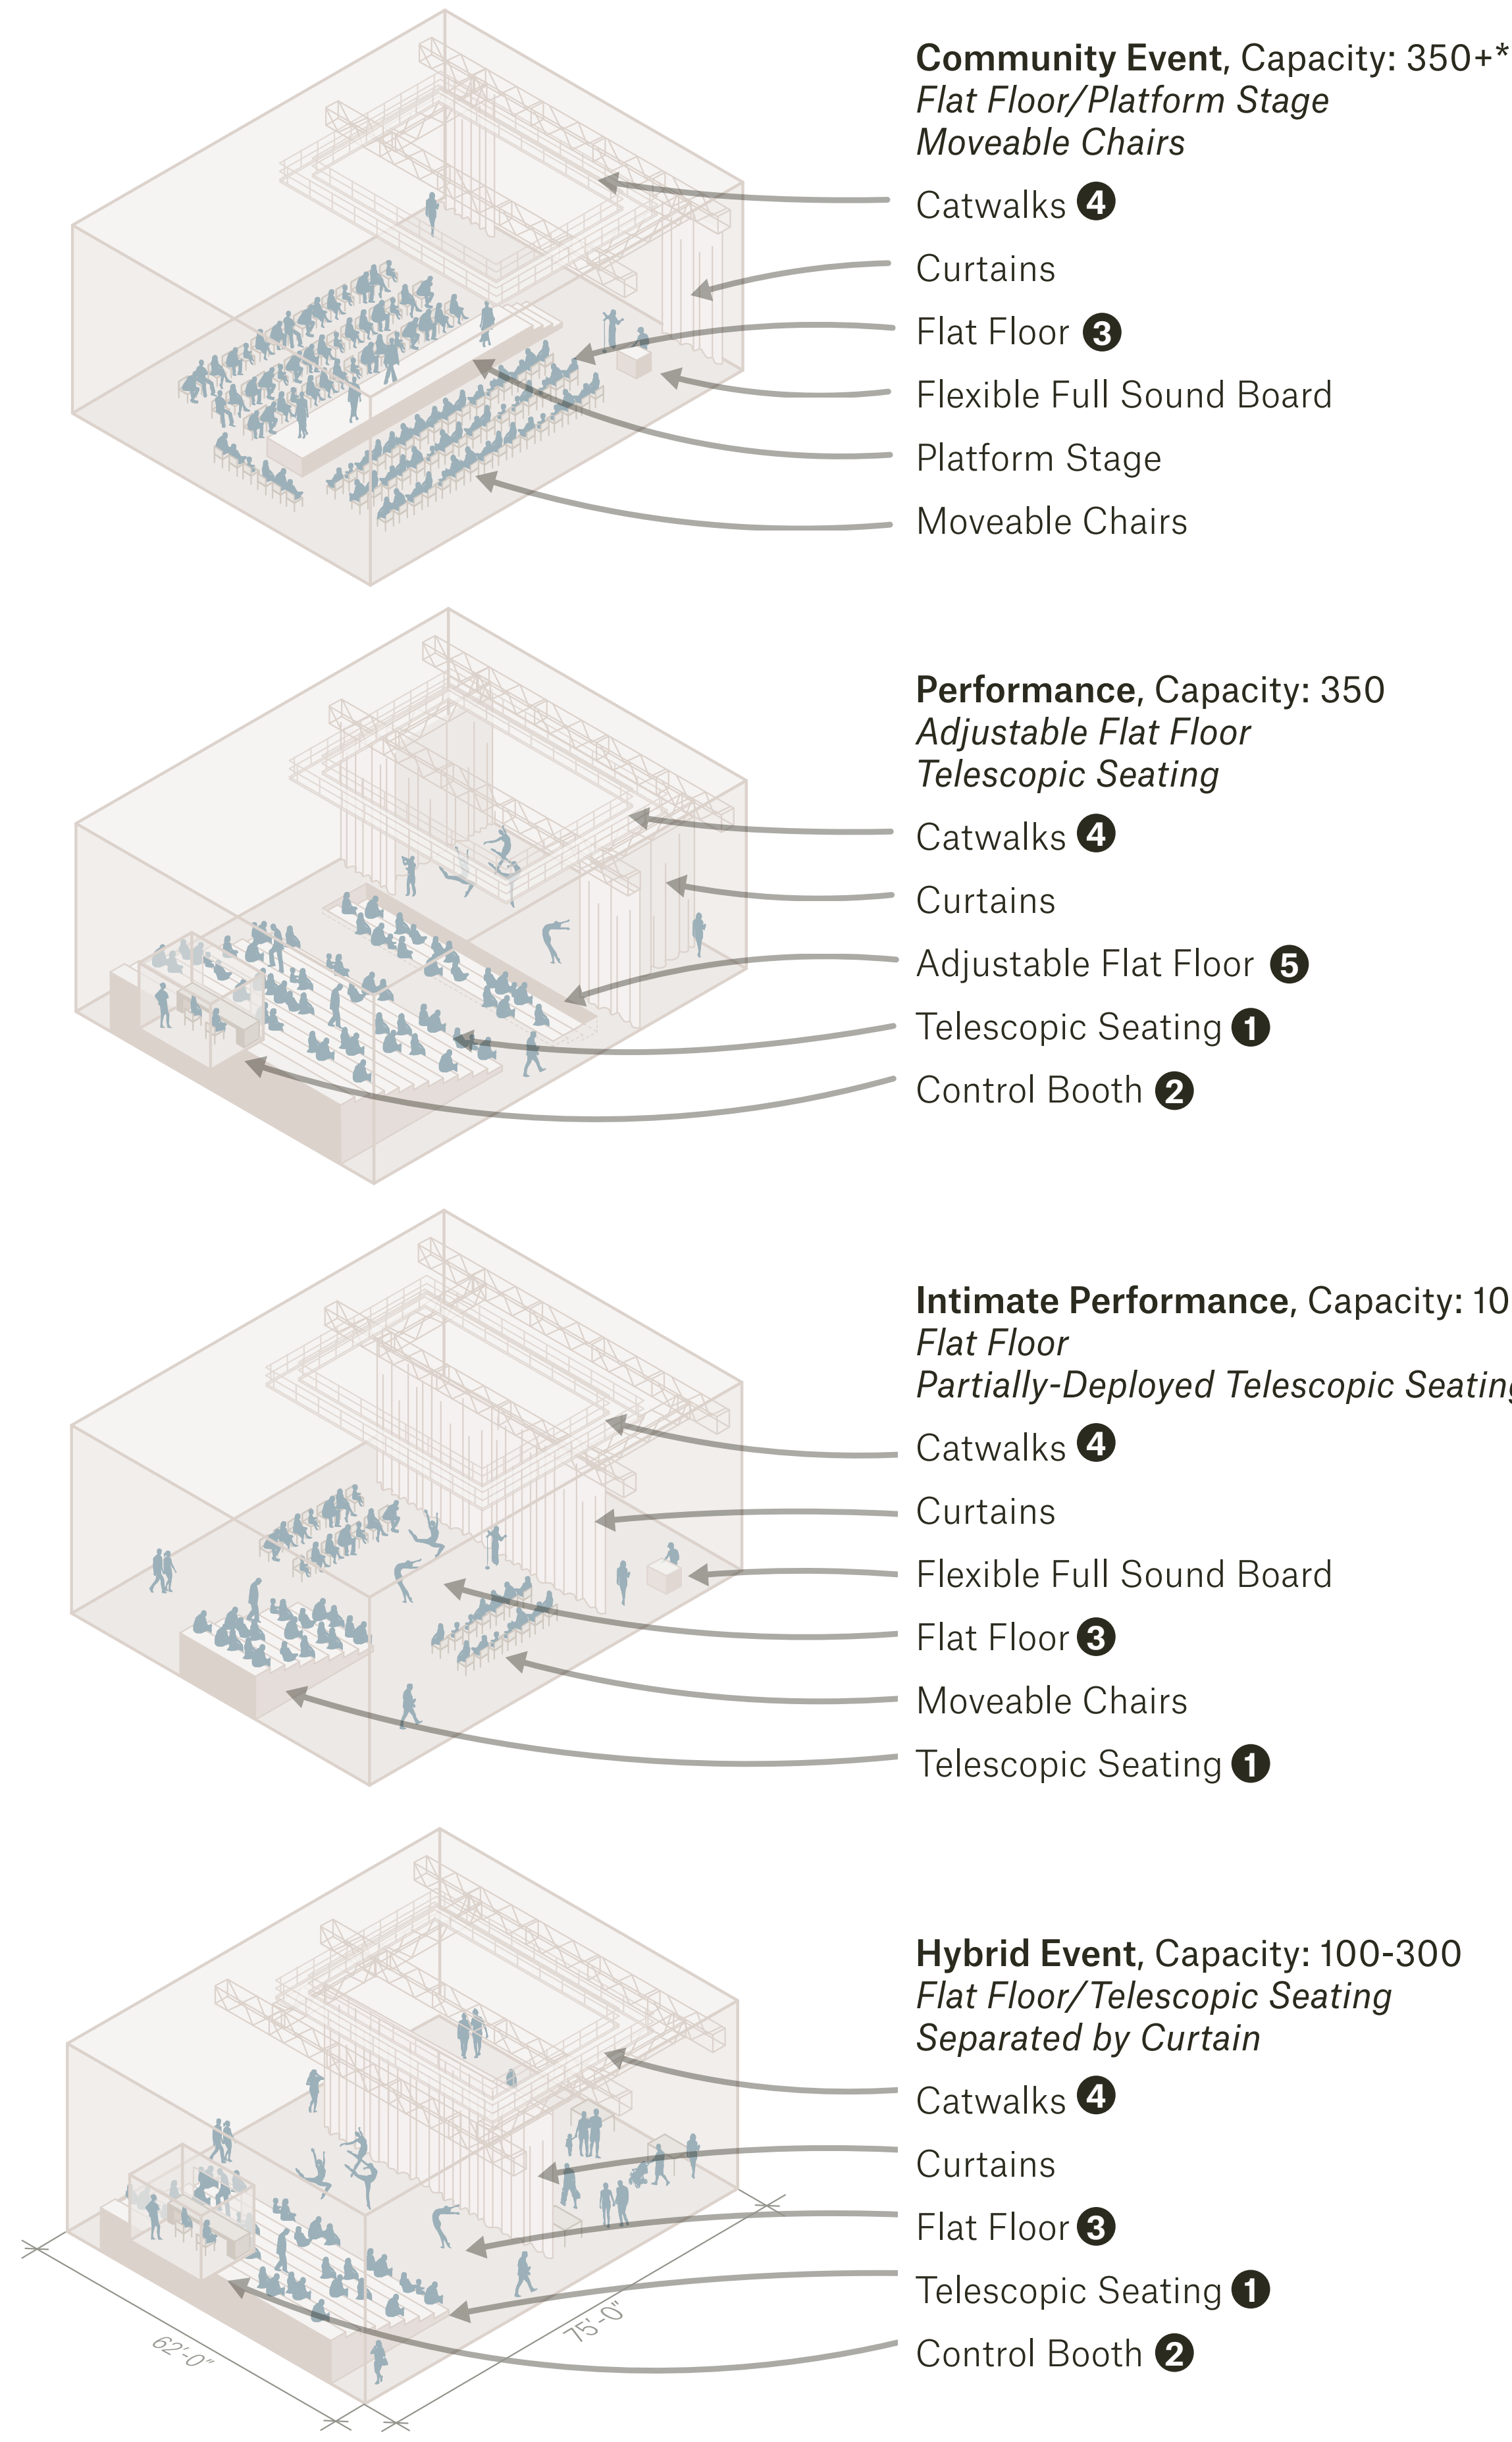 Community Event, Capacity: 350+*
Flat Floor/Platform Stage
Moveable Chairs
Catwalks 4
Curtains
Flat Floor 3
Flexible Full Sound Board
Platform Stage
Moveable Chairs
Performance, Capacity: 350
Adjustable Flat Floor
Telescopic Seating
Catwalks 4
Curtains
Adjustable Flat Floor 5
Telescopic Seating 1
Control Booth 2
Intimate Performance, Capacity: 10
Flat Floor
Partially-Deployed Telescopic Seating
Catwalks 4
Curtains
Flexible Full Sound Board
Flat Floor 3
Moveable Chairs
Telescopic Seating 1
Hybrid Event, Capacity: 100-300
Flat Floor/Telescopic Seating
Separated by Curtain
Catwalks 4
Curtains
Flat Floor 3
Telescopic Seating 1
Control Booth 2
62'-0"
75'-0"